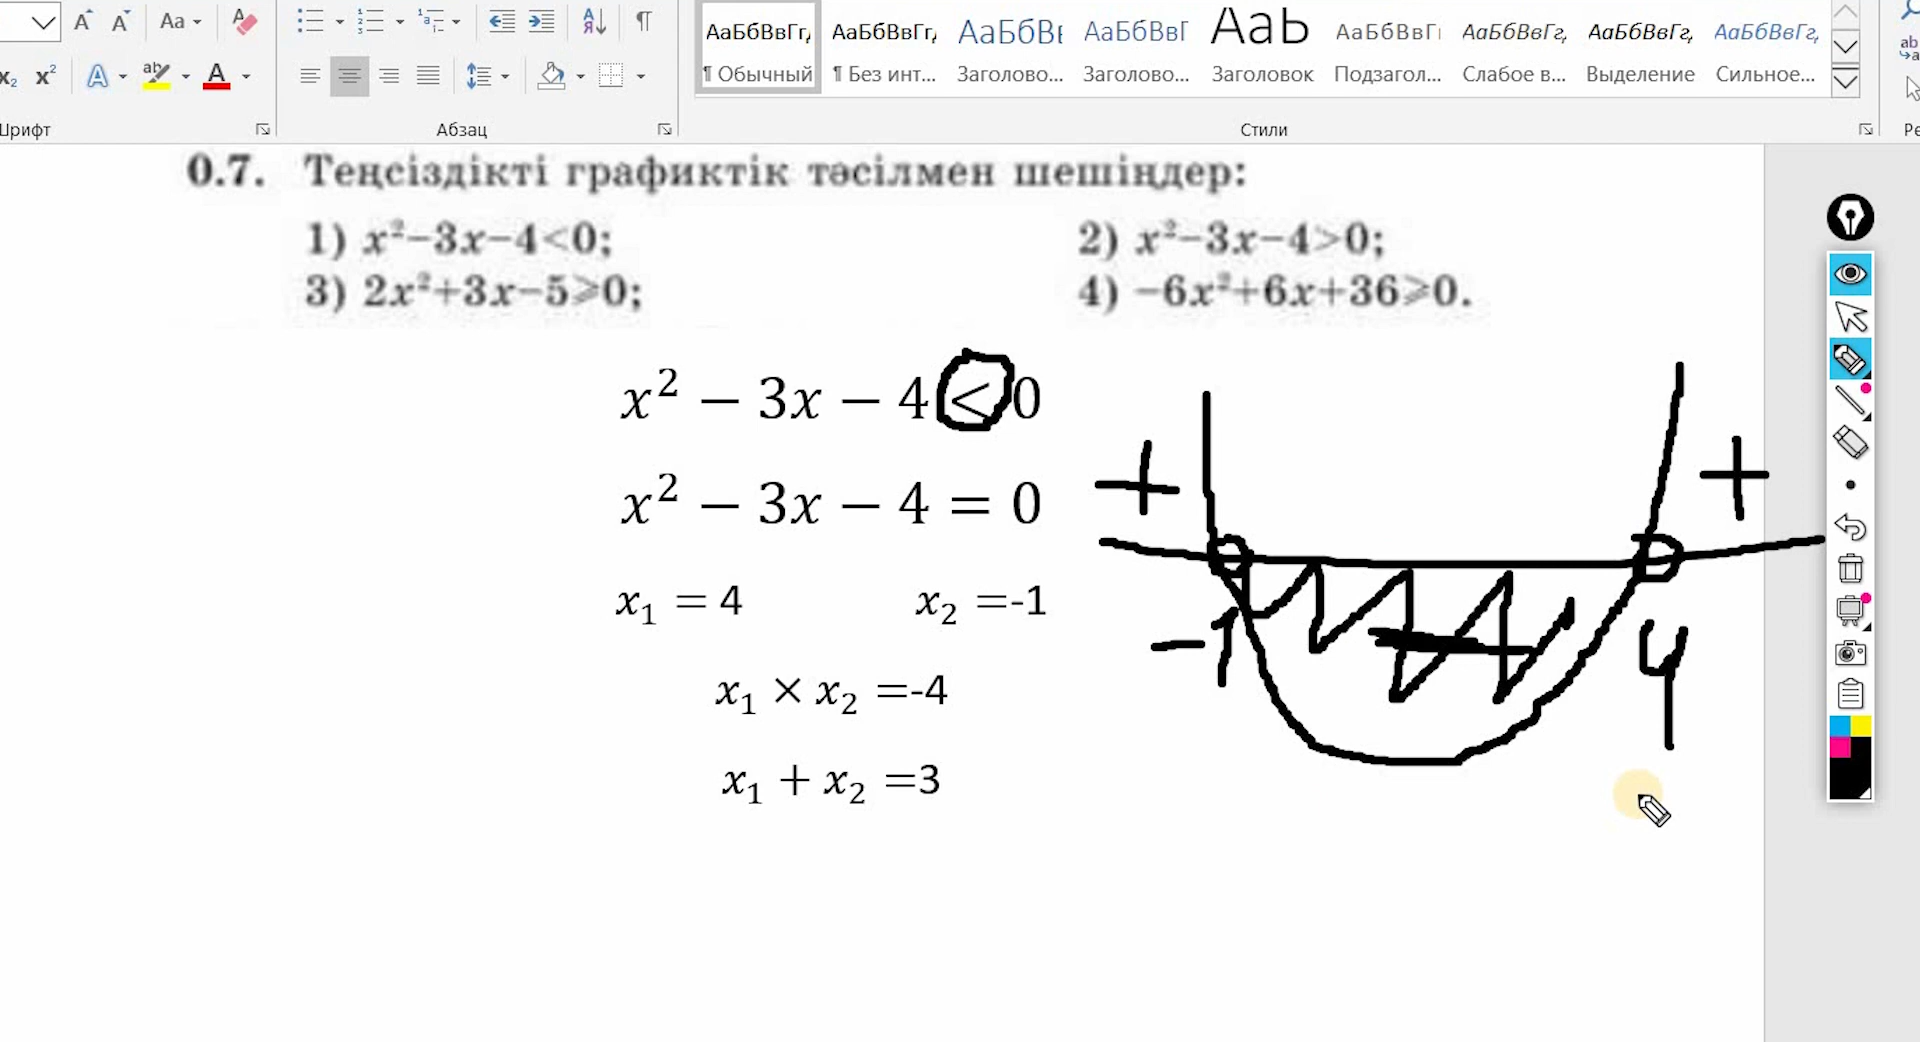 Aa
АаБбВвГг, АаБбВвГг, АаБбВвГ АаБбВвГ АаЬ АаБбВвГг АаБбВвГг, АаБбВвГг, АаБбВвГг,
¶ Обычный ¶ Без инт... Заголово... Заголово... Заголовок Подзагол... Слабое в... Выделение Сильное...
Шрифт Абзац Стили
0.7. Теңсіздікті графиктік тәсілмен шешіңдер:
1) x²−3x−4<0; 2) x²−3x−4>0;
3) 2x²+3x−5⩾0; 4) −6x²+6x+36⩾0.
x² − 3x − 4 < 0
+ +
x² − 3x − 4 = 0
x₁ = 4 x₂ =-1
−1 − 4
x₁ × x₂ =-4
x₁ + x₂ =3